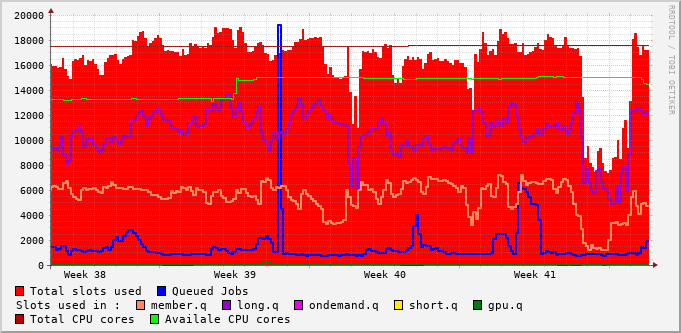 20000
18000
16000
14000
12000
10000
8000
6000
4000
2000
0
Week 38 Week 39 Week 40 Week 41
Total slots used Queued Jobs
Slots used in : member.q long.q ondemand.q short.q gpu.q
Total CPU cores Availale CPU cores
RRDTOOL / TOBI OETIKER